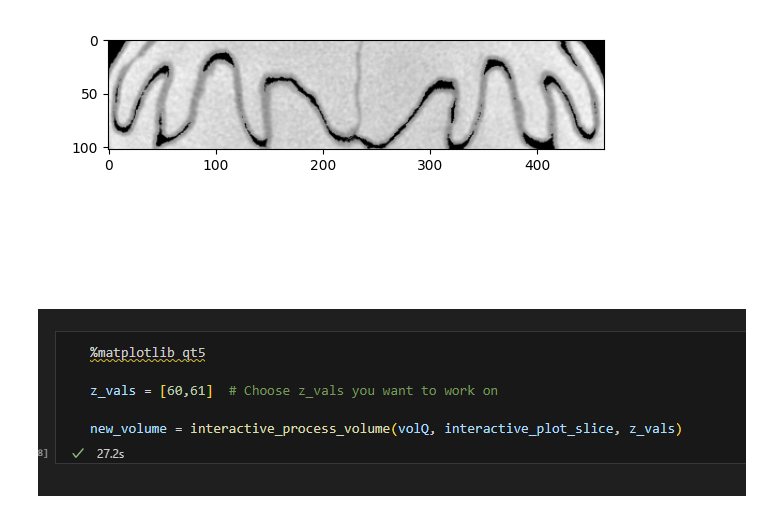 0
50
100
0 100 200 300 400
%matplotlib qt5
z_vals = [60,61]  # Choose z_vals you want to work on
new_volume = interactive_process_volume(volQ, interactive_plot_slice, z_vals)
8] ✓ 27.2s